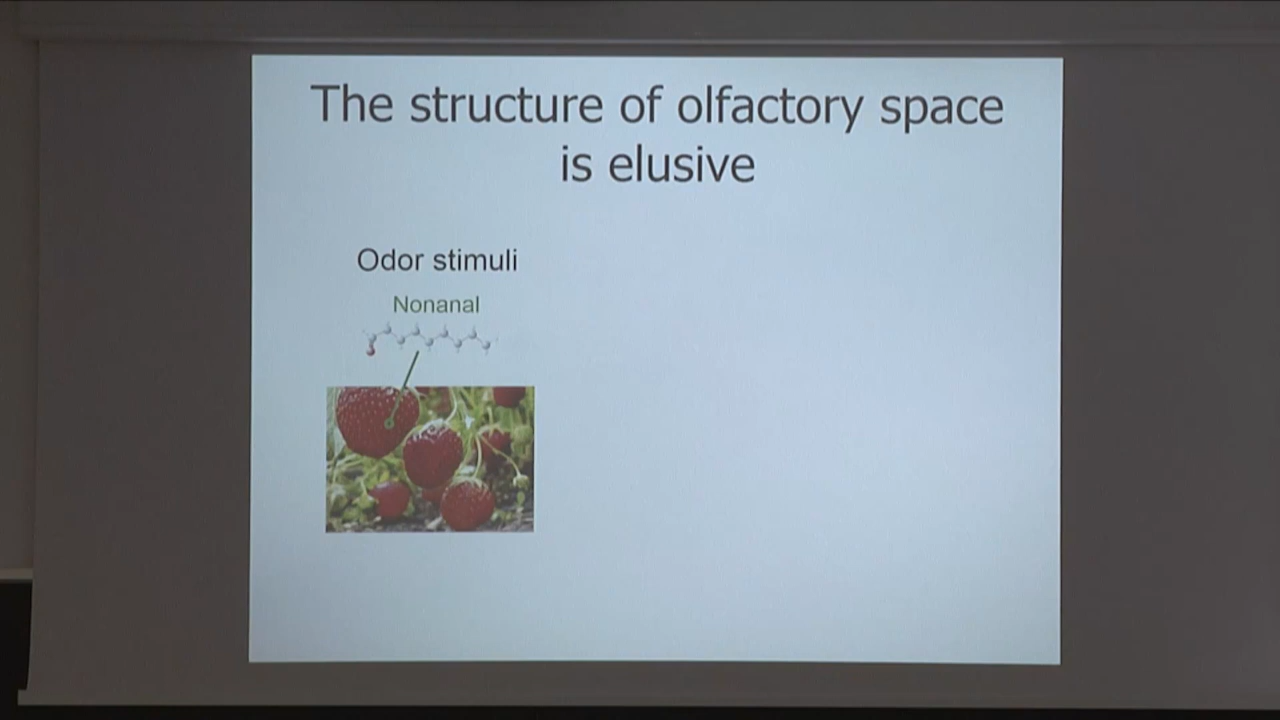 The structure of olfactory space
is elusive
Odor stimuli
Nonanal